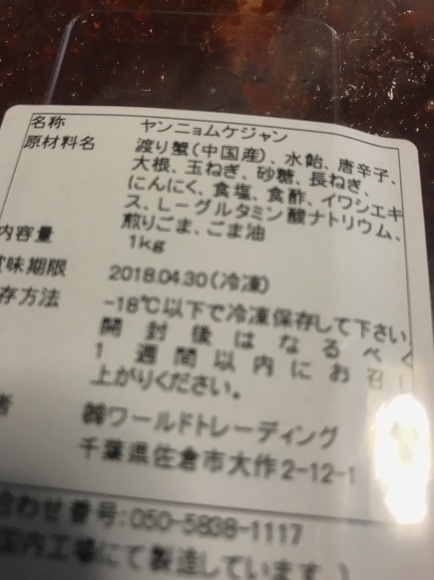 名称 ヤンニョムケジャン
原材料名 渡り蟹(中国産)、水飴、唐辛子、
大根、玉ねぎ、砂糖、長ねぎ、
にんにく、食塩、食酢、イワシエキ
ス、L-グルタミン酸ナトリウム、
煎りごま、ごま油
内容量 1kg
味期限 2018.04.30(冷凍)
存方法 -18℃以下で冷凍保存して下さい
開封後はなるべく
1週間以内にお召し
上がりください。
者 ㈱ワールドトレーディング
千葉県佐倉市大作2-12-1
合わせ番号:050-5838-1117
国内工場にて製造しています。)